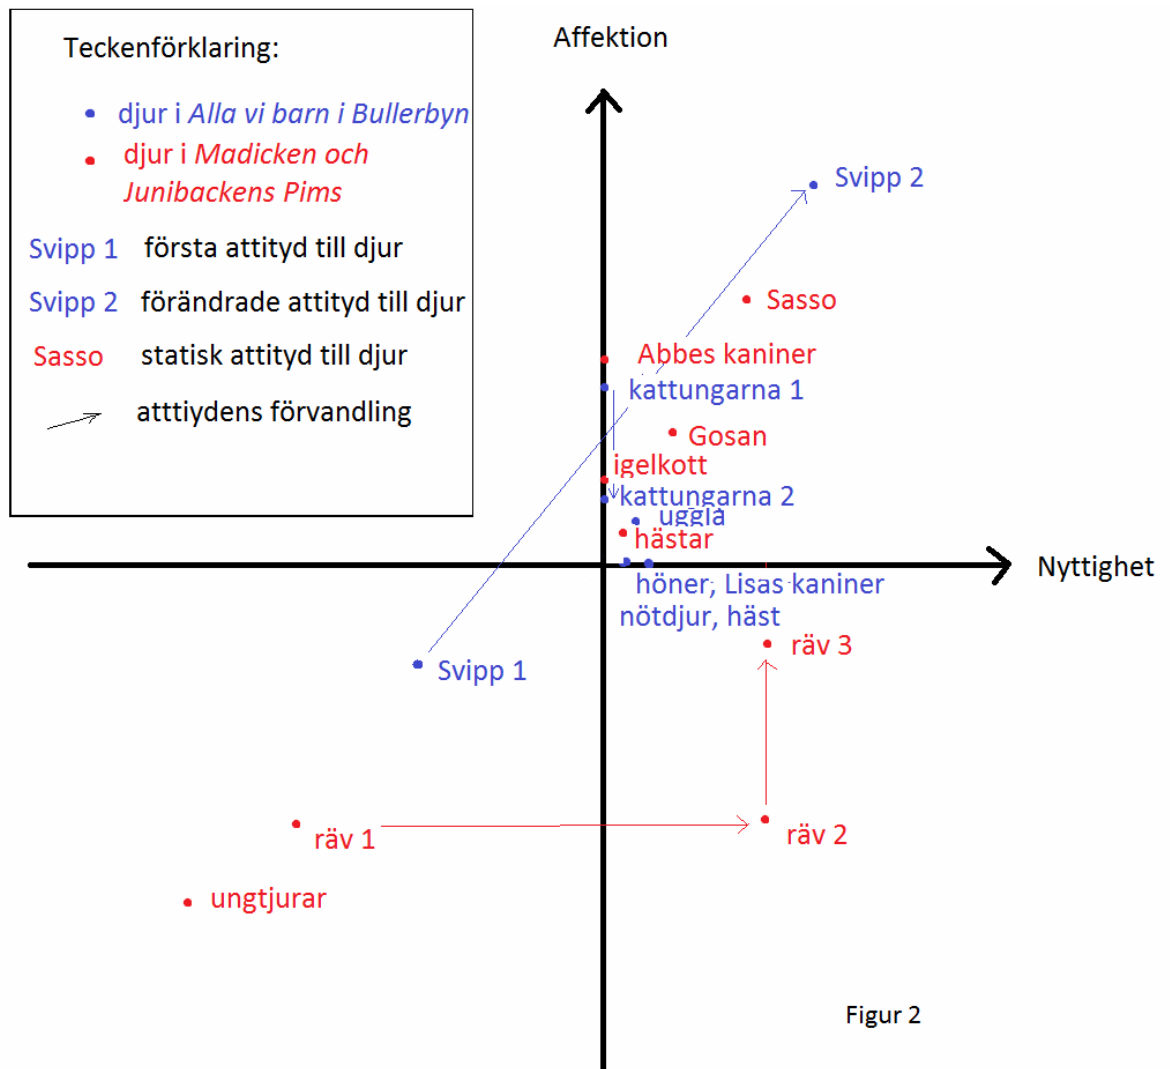 Teckenförklaring:
djur i Alla vi barn i Bullerbyn
djur i Madicken och
Junibackens Pims
Svipp 1 första attityd till djur
Svipp 2 förändrade attityd till djur
Sasso statisk attityd till djur
atttiydens förvandling
Affektion
Svipp 2
Sasso
Abbes kaniner
kattungarna 1
Gosan
igelkott
kattungarna 2
uggla
hästar
Nyttighet
höner, Lisas kaniner
nötdjur, häst
räv 3
Svipp 1
räv 1
räv 2
ungtjurar
Figur 2